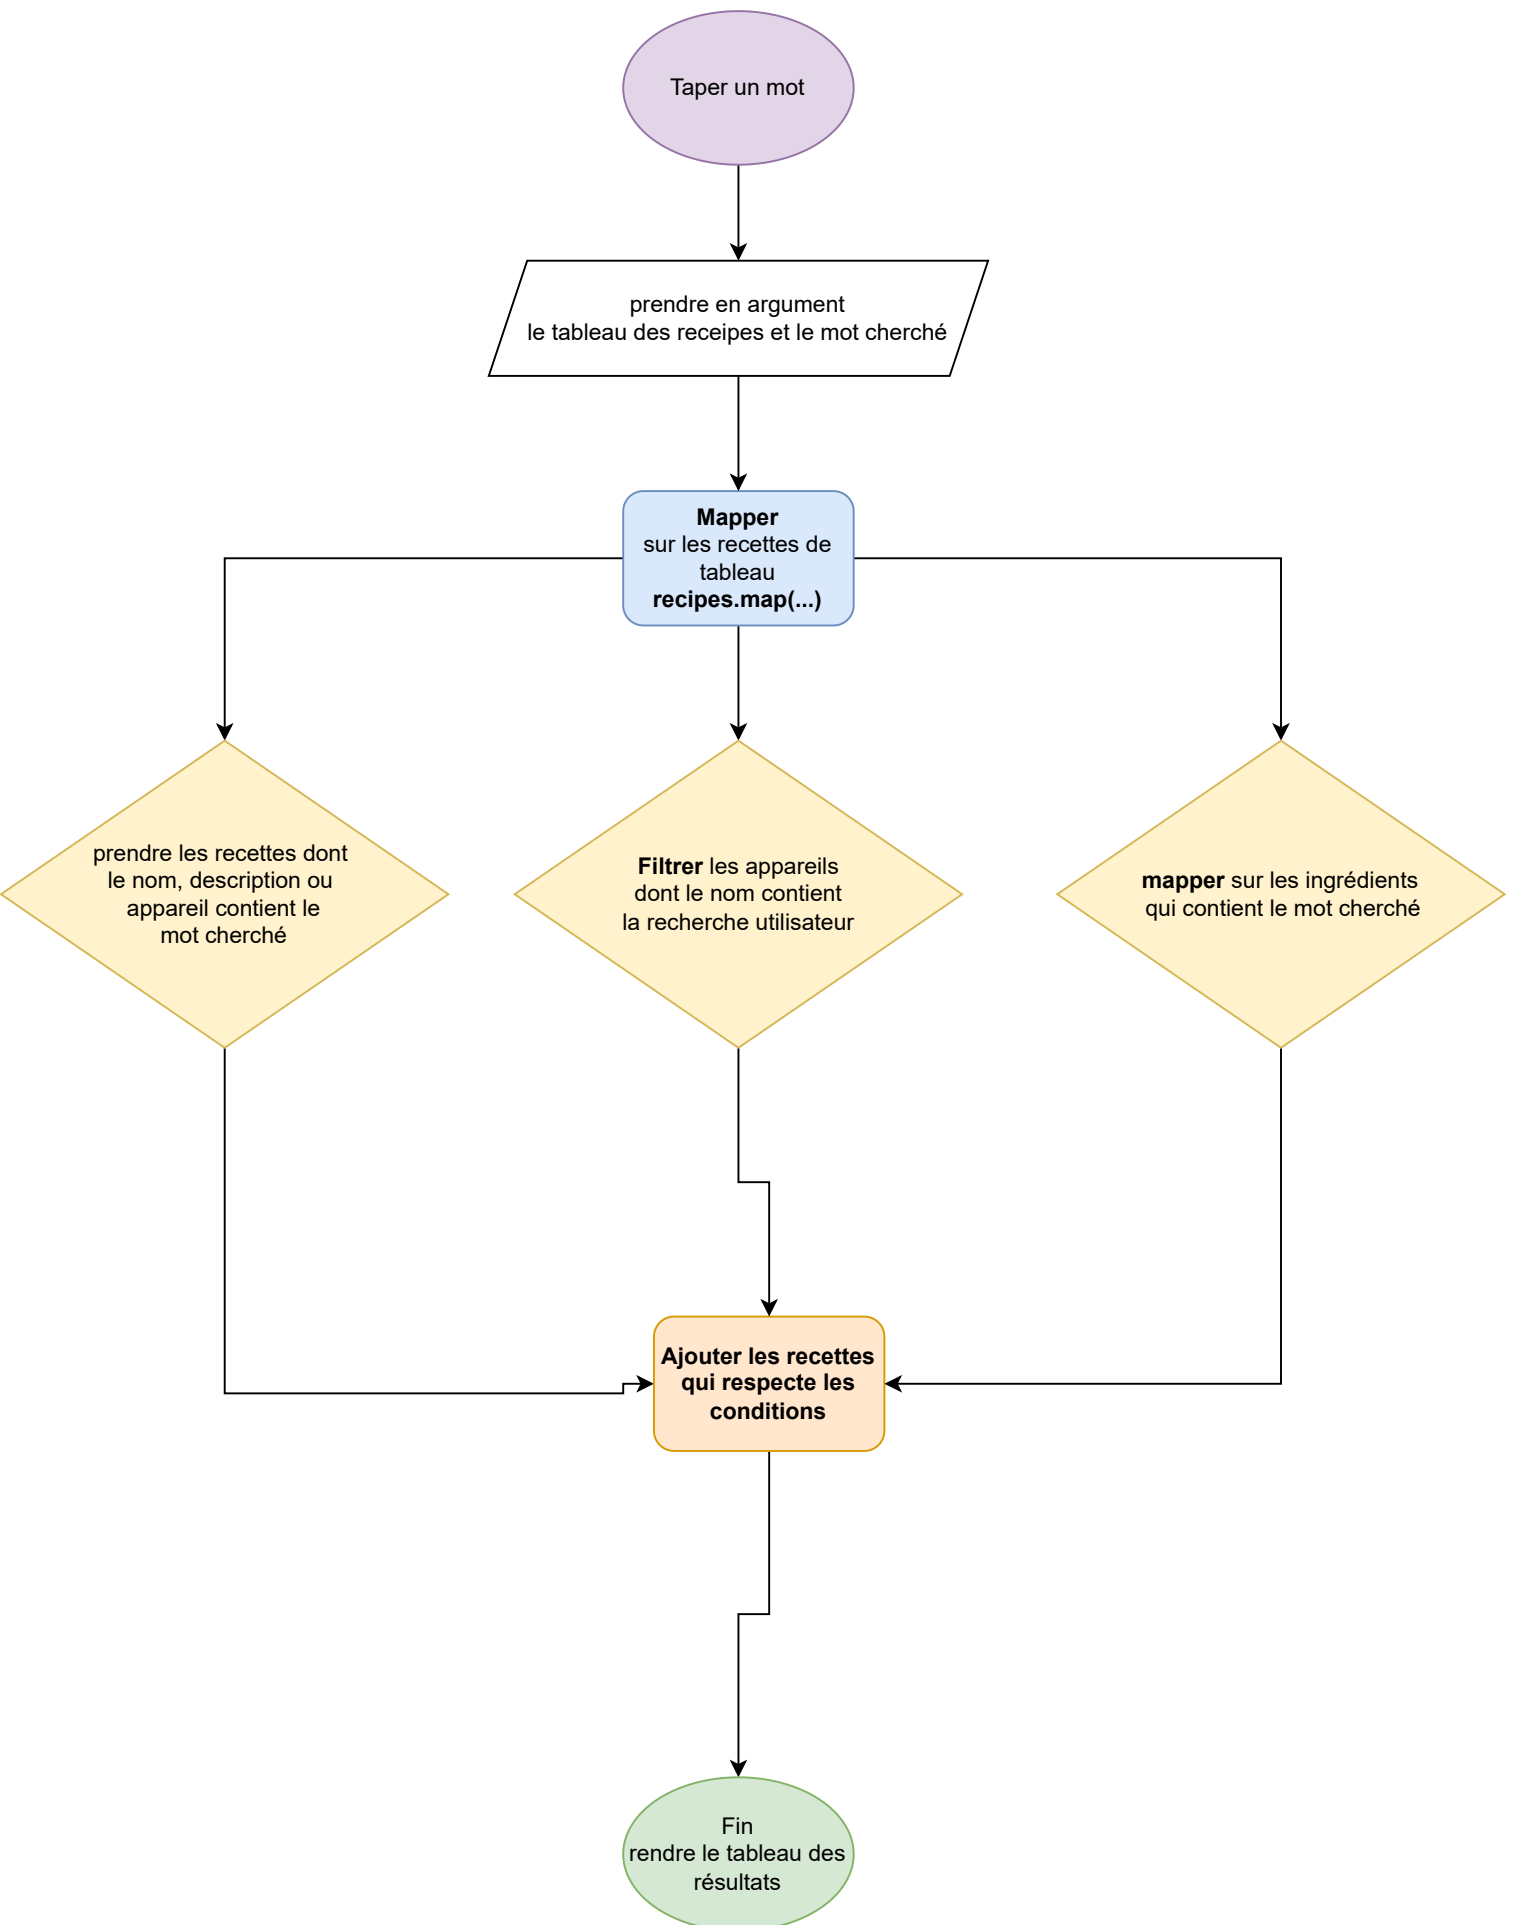 Taper un mot
prendre en argument
le tableau des receipes et le mot cherché
Mapper
sur les recettes de
tableau
recipes.map(...)
prendre les recettes dont
le nom, description ou
appareil contient le
mot cherché
Filtrer les appareils
dont le nom contient
la recherche utilisateur
mapper sur les ingrédients
qui contient le mot cherché
Ajouter les recettes
qui respecte les
conditions
Fin
rendre le tableau des
résultats